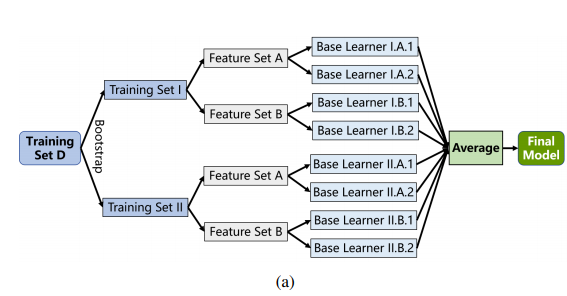 Base Learner I.A.1
Feature Set A
Base Learner I.A.2
Training Set I
Base Learner I.B.1
Feature Set B
Base Learner I.B.2
Training
Set D
Bootstrap
Average
Final
Model
Base Learner II.A.1
Feature Set A
Base Learner II.A.2
Training Set II
Base Learner II.B.1
Feature Set B
Base Learner II.B.2
(a)